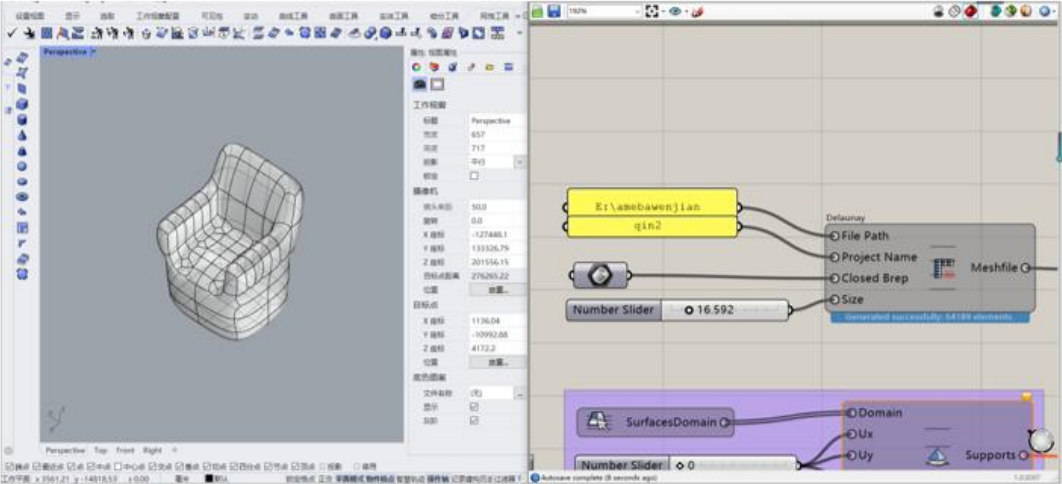 设置视图 显示 选取 工作视窗配置 可见性 变动 曲线工具 曲面工具 实体工具 细分工具 网格工具
Perspective
工作视窗
标题 Perspective
宽度 657
高度 717
投影 平行
锁定
摄像机
镜头焦距 50.0
旋转 0.0
X 座标 -127448.1
Y 座标 133326.79
Z 座标 201556.15
目标点距离 276265.22
位置 放置...
目标点
X 座标 1136.04
Y 座标 -10992.88
Z 座标 4172.2
位置 放置...
底色图案
文件名称 (无)
显示
灰阶
Perspective Top Front Right
端点 最近点 点 中点 中心点 交点 垂点 切点 四分点 节点 顶点 投影 停用
工作平面 x 3561.21 y -14818.53 z 0.00 毫米 默认 锁定格点 正交 平面模式 物件锁点 智慧轨迹 操作轴 记录建构历史 过滤器
192%
E:\amebawenjian
qin2
Number Slider 16.592
Delaunay
File Path
Project Name
Closed Brep
Size
Meshfile
Generated successfully: 64189 elements.
SurfacesDomain
Domain
Ux
Uy
Supports
Number Slider 0
Autosave complete (8 seconds ago)
1.0.0007